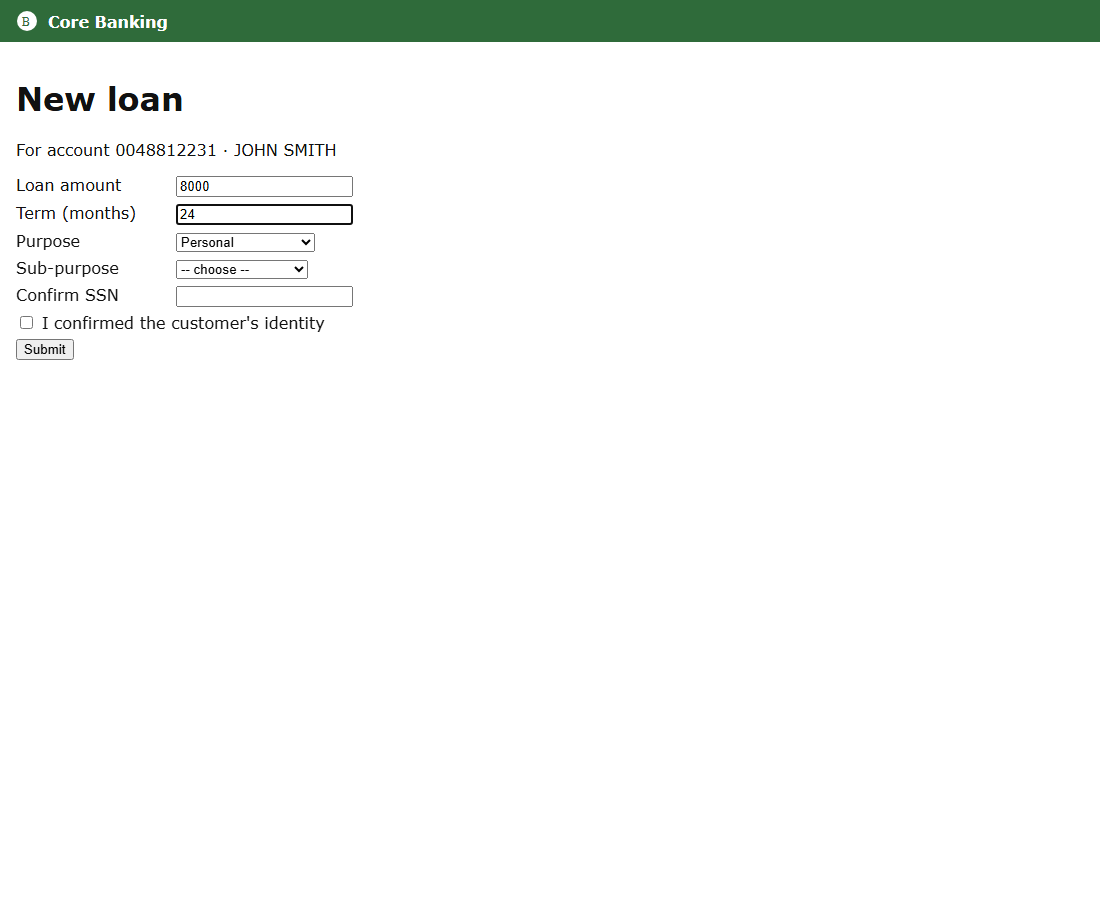 B Core Banking
New loan
For account 0048812231 · JOHN SMITH
Loan amount 8000
Term (months) 24
Purpose Personal
Sub-purpose -- choose --
Confirm SSN
I confirmed the customer's identity
Submit